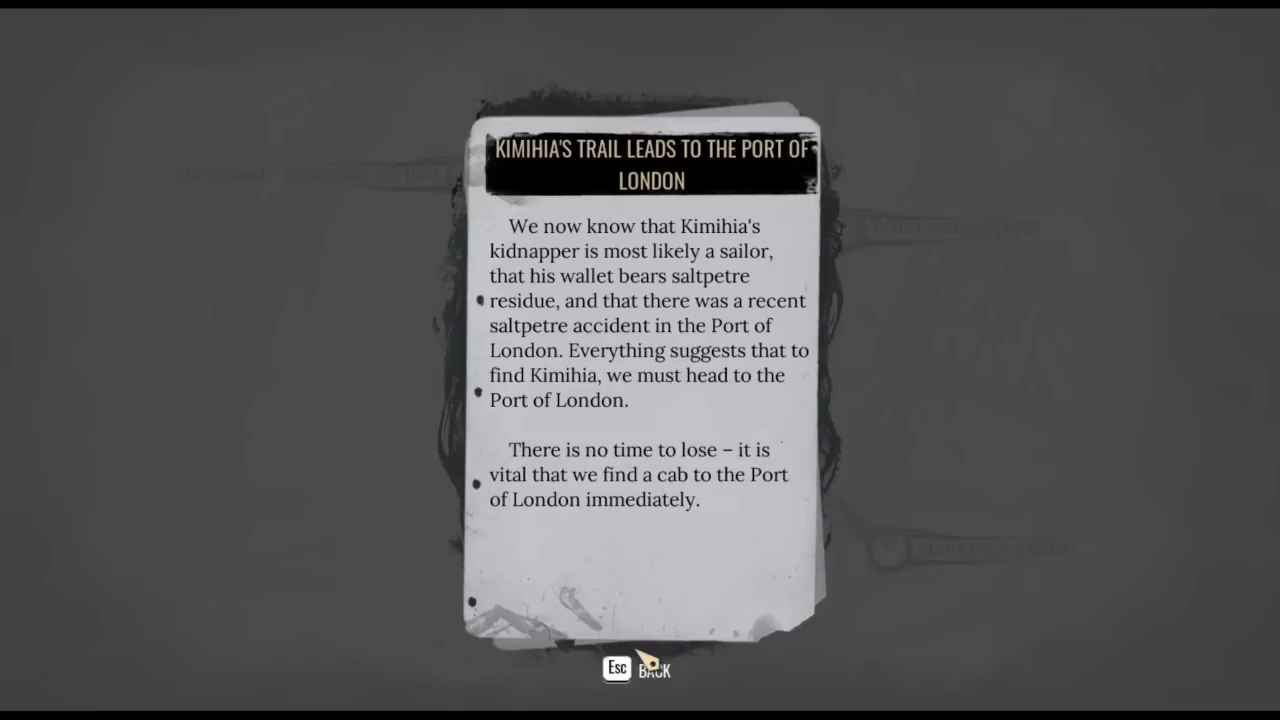 KIMIHIA'S TRAIL LEADS TO THE PORT OF
LONDON
We now know that Kimihia's
kidnapper is most likely a sailor,
that his wallet bears saltpetre
residue, and that there was a recent
saltpetre accident in the Port of
London. Everything suggests that to
find Kimihia, we must head to the
Port of London.
There is no time to lose – it is
vital that we find a cab to the Port
of London immediately.
Esc BACK